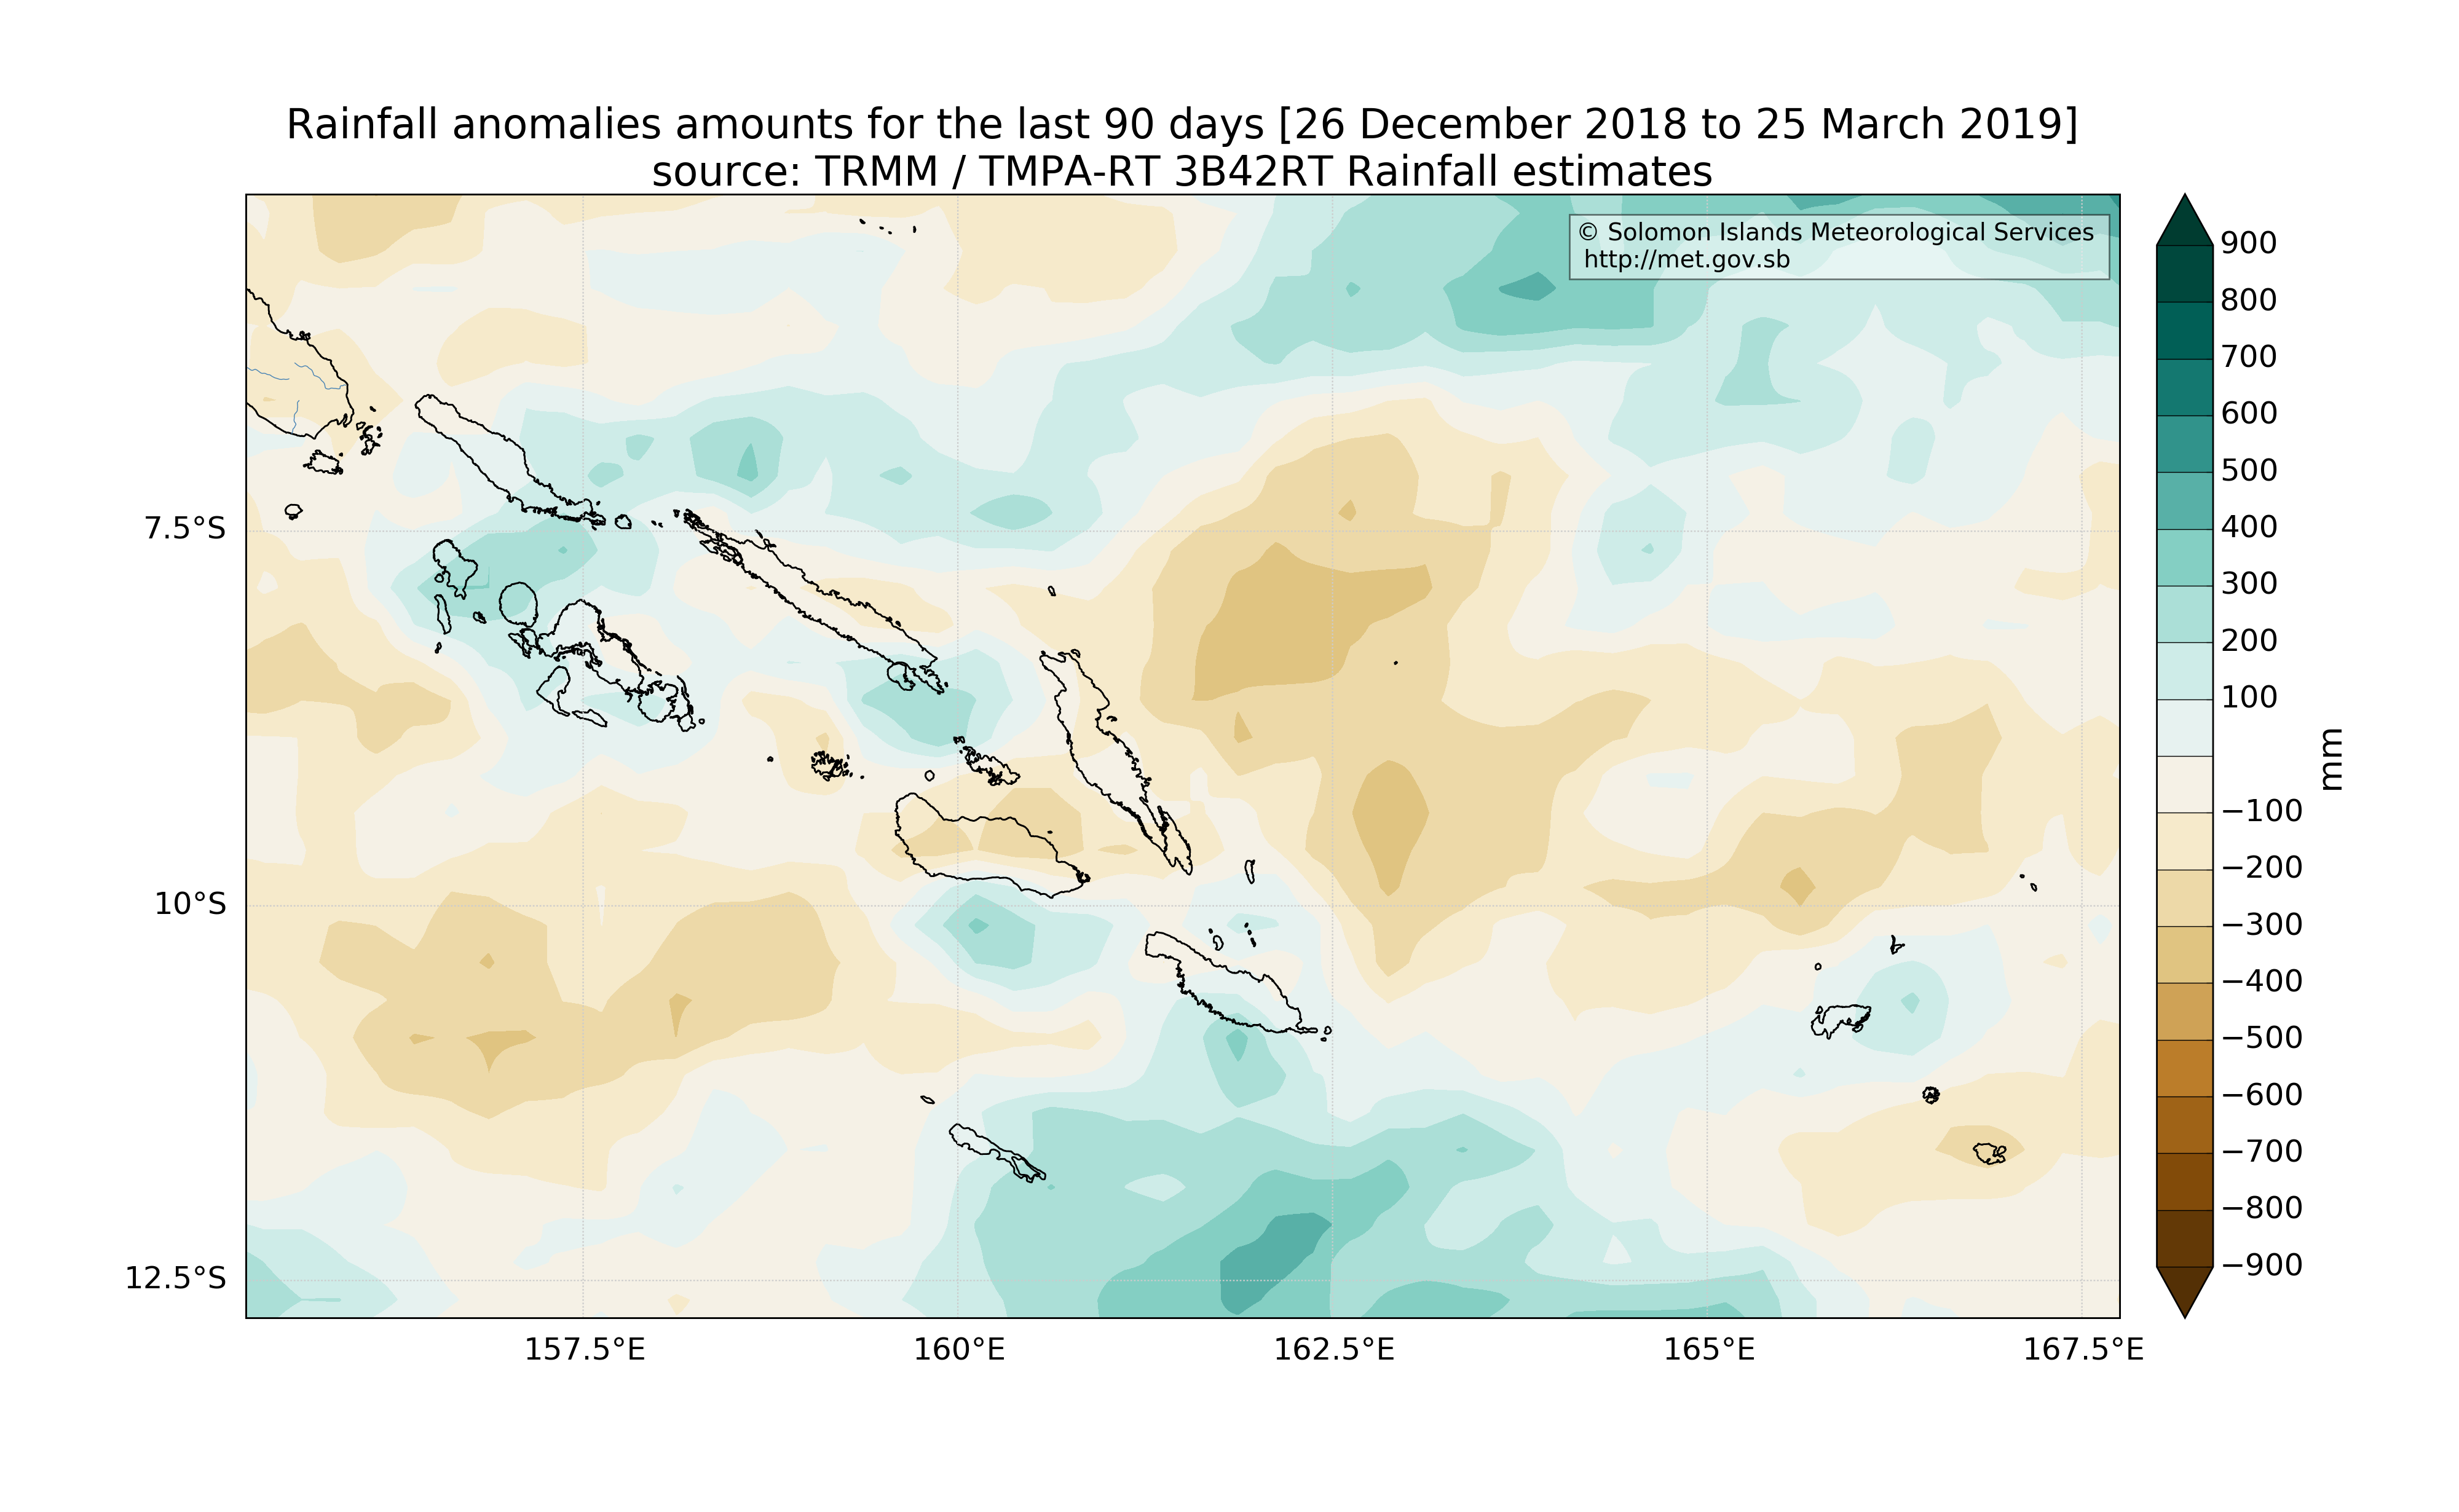 Rainfall anomalies amounts for the last 90 days [26 December 2018 to 25 March 2019]
source: TRMM / TMPA-RT 3B42RT Rainfall estimates
© Solomon Islands Meteorological Services
http://met.gov.sb
7.5°S
10°S
12.5°S
157.5°E
160°E
162.5°E
165°E
167.5°E
900
800
700
600
500
400
300
200
100
−100
−200
−300
−400
−500
−600
−700
−800
−900
mm